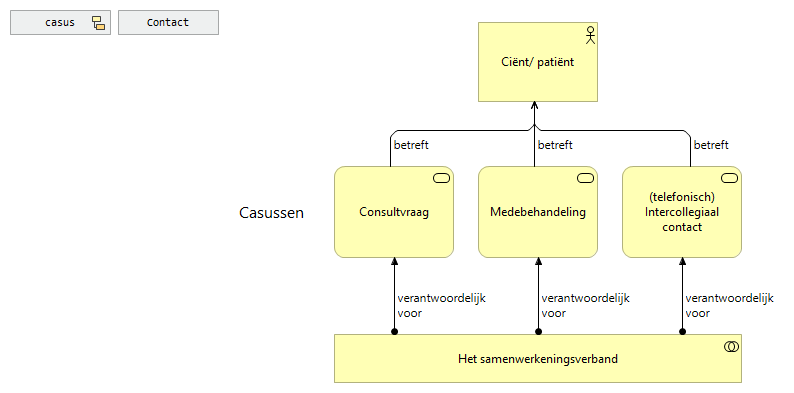 casus
Contact
Ciënt/ patiënt
betreft
betreft
betreft
Casussen
Consultvraag
Medebehandeling
(telefonisch)
Intercollegiaal
contact
verantwoordelijk
voor
verantwoordelijk
voor
verantwoordelijk
voor
Het samenwerkeningsverband